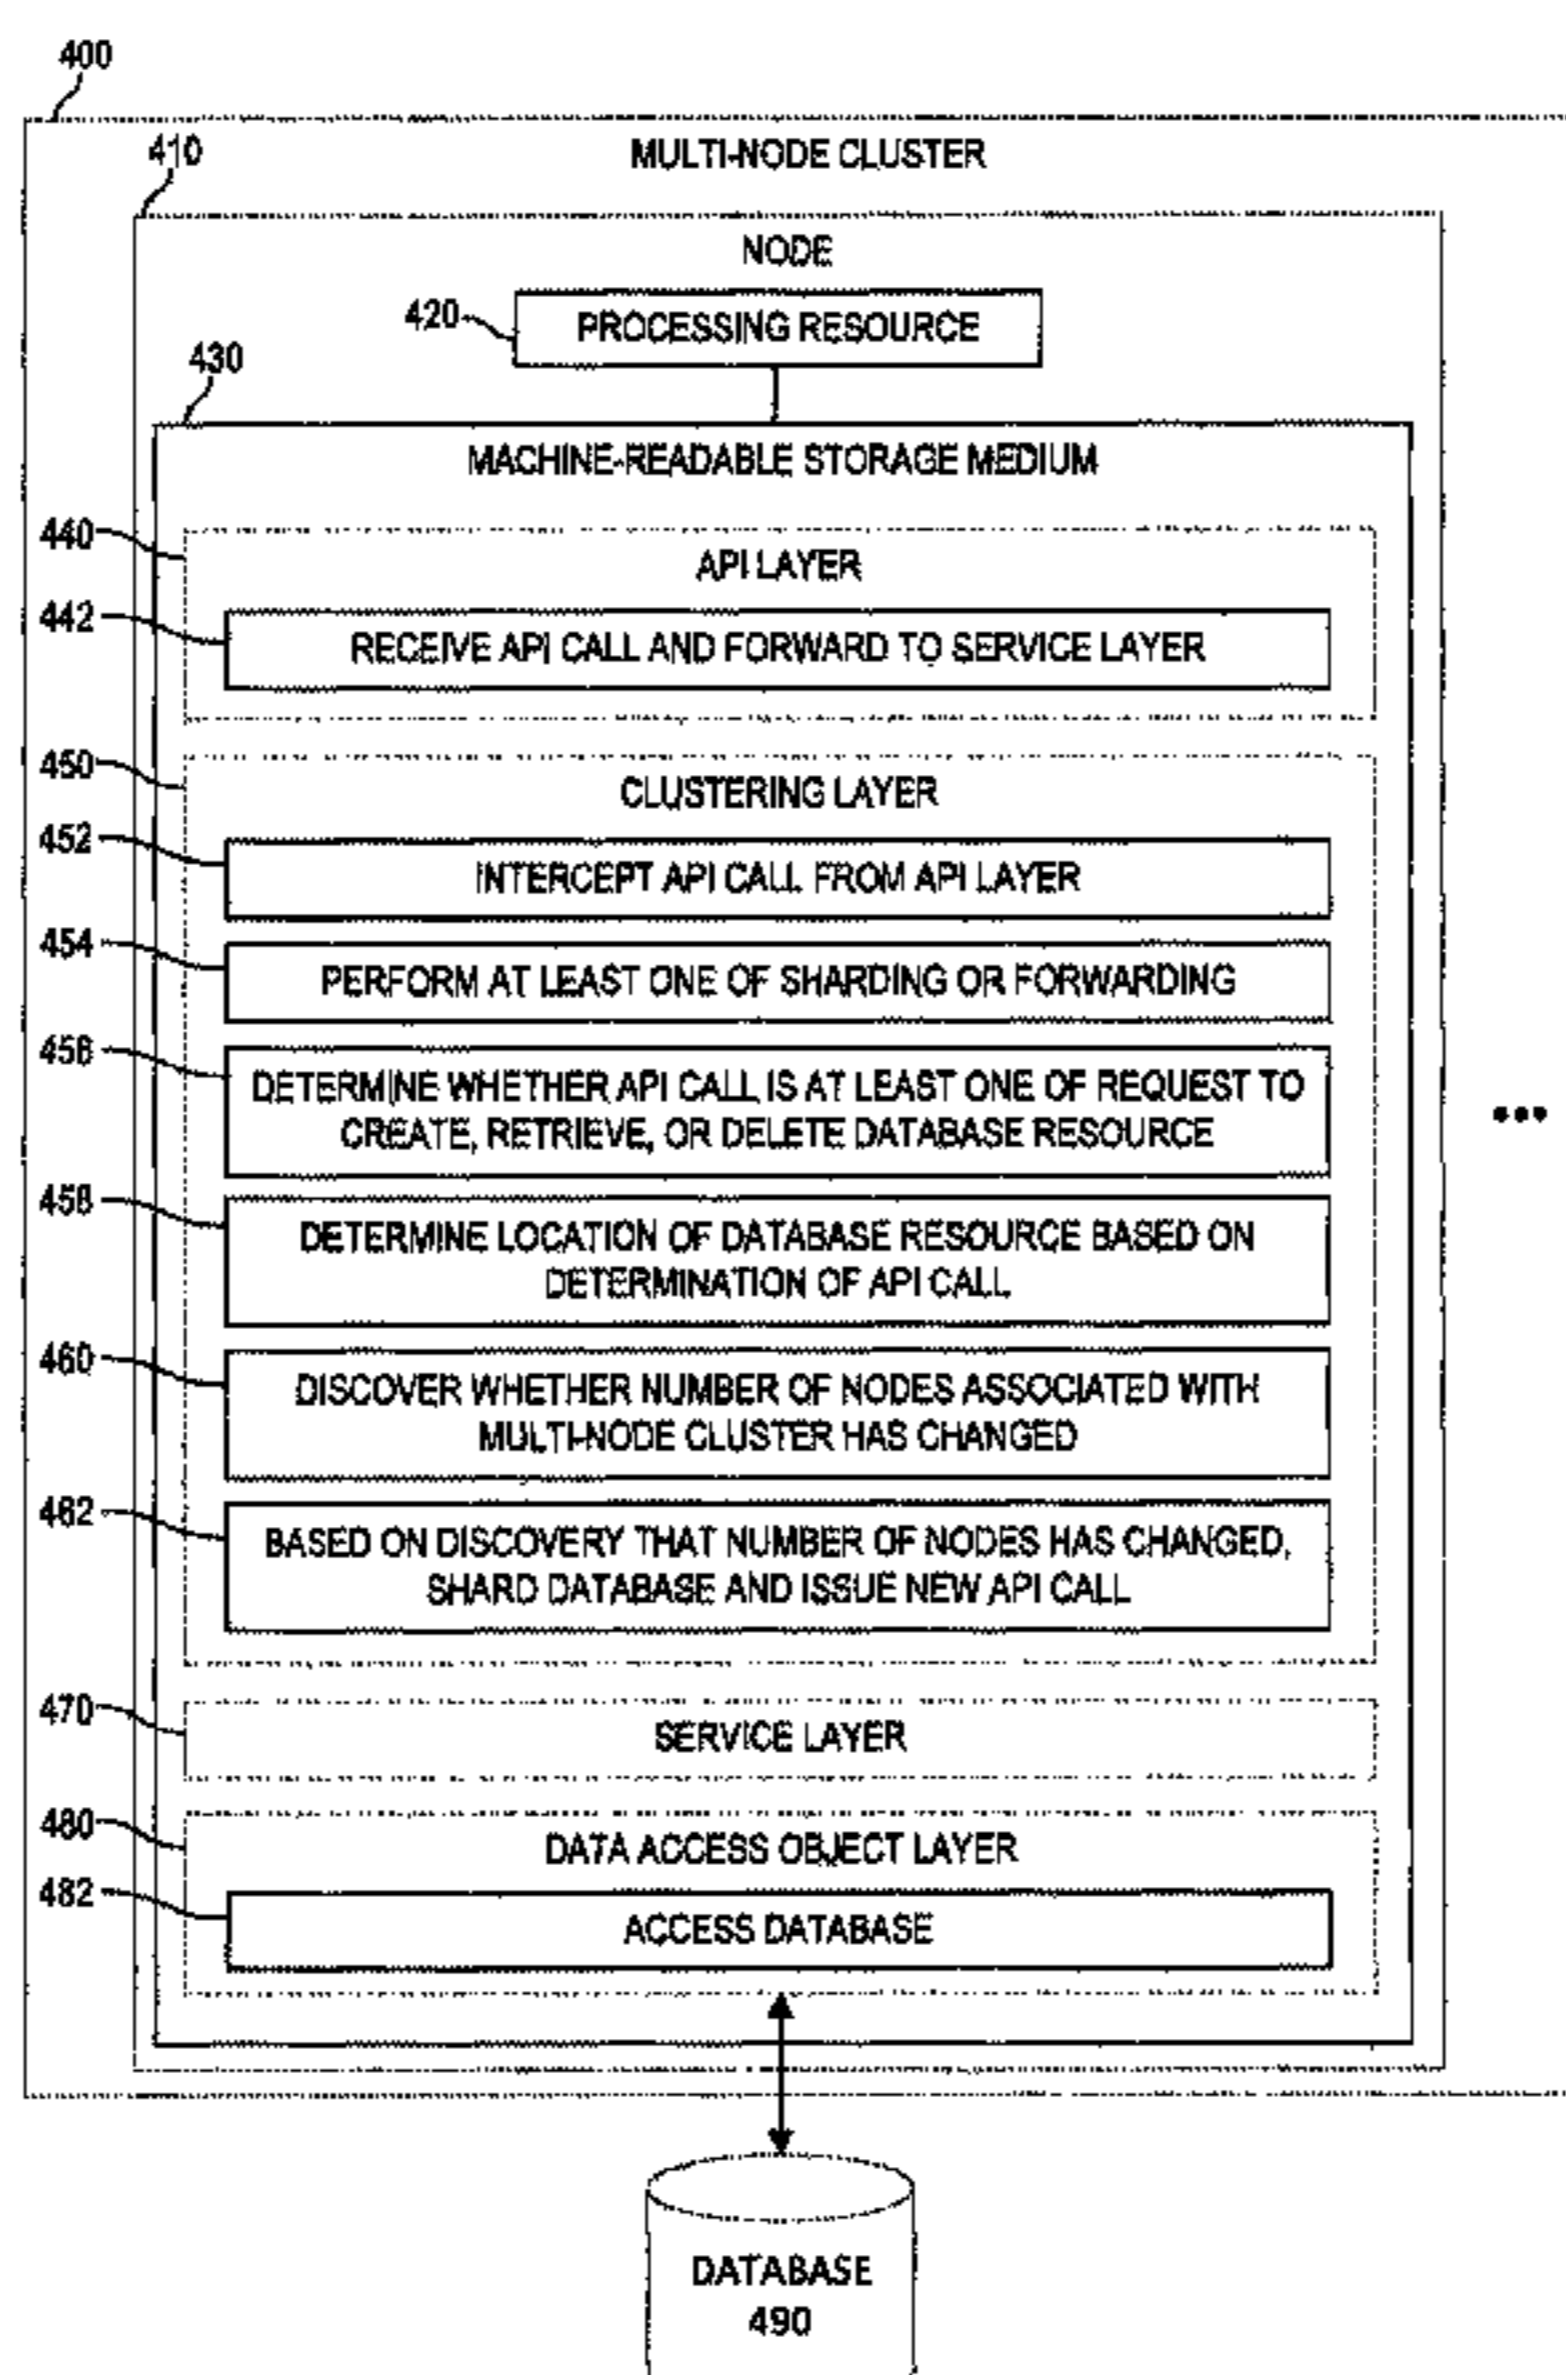 400
MULTI-NODE CLUSTER
410
NODE
420
PROCESSING RESOURCE
430
MACHINE-READABLE STORAGE MEDIUM
440
API LAYER
442
RECEIVE API CALL AND FORWARD TO SERVICE LAYER
450
CLUSTERING LAYER
452
INTERCEPT API CALL FROM API LAYER
454
PERFORM AT LEAST ONE OF SHARDING OR FORWARDING
456
DETERMINE WHETHER API CALL IS AT LEAST ONE OF REQUEST TO
CREATE, RETRIEVE, OR DELETE DATABASE RESOURCE
458
DETERMINE LOCATION OF DATABASE RESOURCE BASED ON
DETERMINATION OF API CALL
460
DISCOVER WHETHER NUMBER OF NODES ASSOCIATED WITH
MULTI-NODE CLUSTER HAS CHANGED
462
BASED ON DISCOVERY THAT NUMBER OF NODES HAS CHANGED,
SHARD DATABASE AND ISSUE NEW API CALL
470
SERVICE LAYER
480
DATA ACCESS OBJECT LAYER
482
ACCESS DATABASE
DATABASE
490